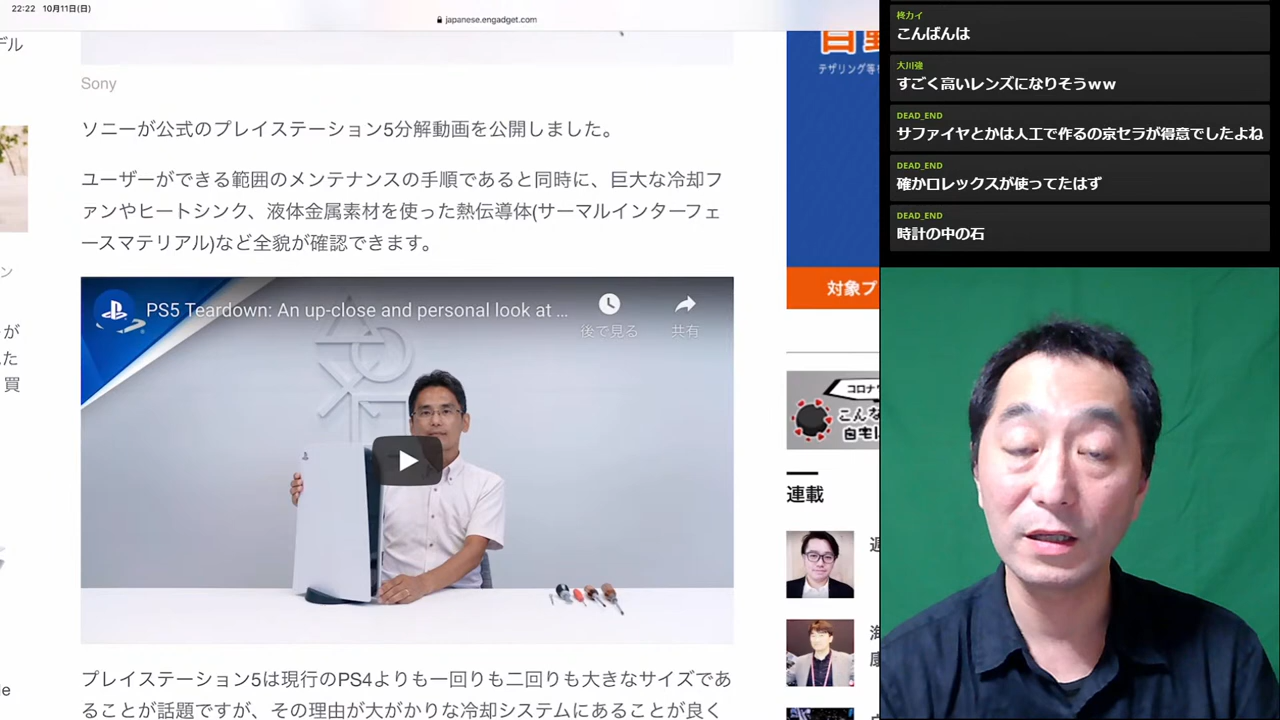 22:22 10月11日(日)
japanese.engadget.com
デル
Sony
ソニーが公式のプレイステーション5分解動画を公開しました。
ユーザーができる範囲のメンテナンスの手順であると同時に、巨大な冷却フ
ァンやヒートシンク、液体金属素材を使った熱伝導体(サーマルインターフェ
ースマテリアル)など全貌が確認できます。
ン
が
た
買
PS5 Teardown: An up-close and personal look at ...
後で見る
共有
プレイステーション5は現行のPS4よりも一回りも二回りも大きなサイズであ
ることが話題ですが、その理由が大がかりな冷却システムにあることが良く
テザリング等
対象プ
コロナ
こんな
連載
柊カイ
こんばんは
大川強
すごく高いレンズになりそうｗｗ
DEAD_END
サファイヤとかは人工で作るの京セラが得意でしたよね
DEAD_END
確かロレックスが使ってたはず
DEAD_END
時計の中の石